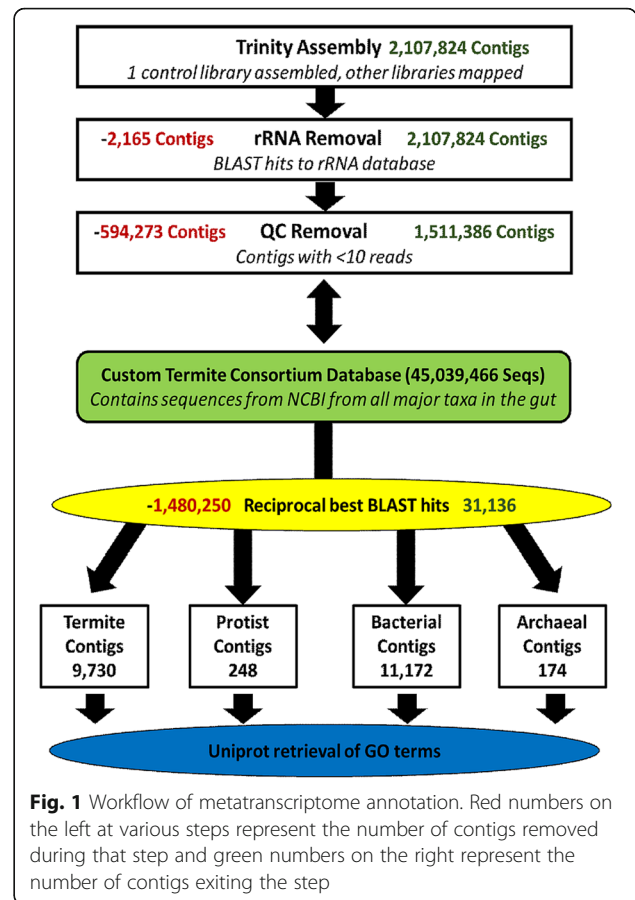 Trinity Assembly 2,107,824 Contigs
1 control library assembled, other libraries mapped
-2,165 Contigs rRNA Removal 2,107,824 Contigs
BLAST hits to rRNA database
-594,273 Contigs QC Removal 1,511,386 Contigs
Contigs with <10 reads
Custom Termite Consortium Database (45,039,466 Seqs)
Contains sequences from NCBI from all major taxa in the gut
-1,480,250 Reciprocal best BLAST hits 31,136
Termite
Contigs
9,730
Protist
Contigs
248
Bacterial
Contigs
11,172
Archaeal
Contigs
174
Uniprot retrieval of GO terms
Fig. 1 Workflow of metatranscriptome annotation. Red numbers on
the left at various steps represent the number of contigs removed
during that step and green numbers on the right represent the
number of contigs exiting the step